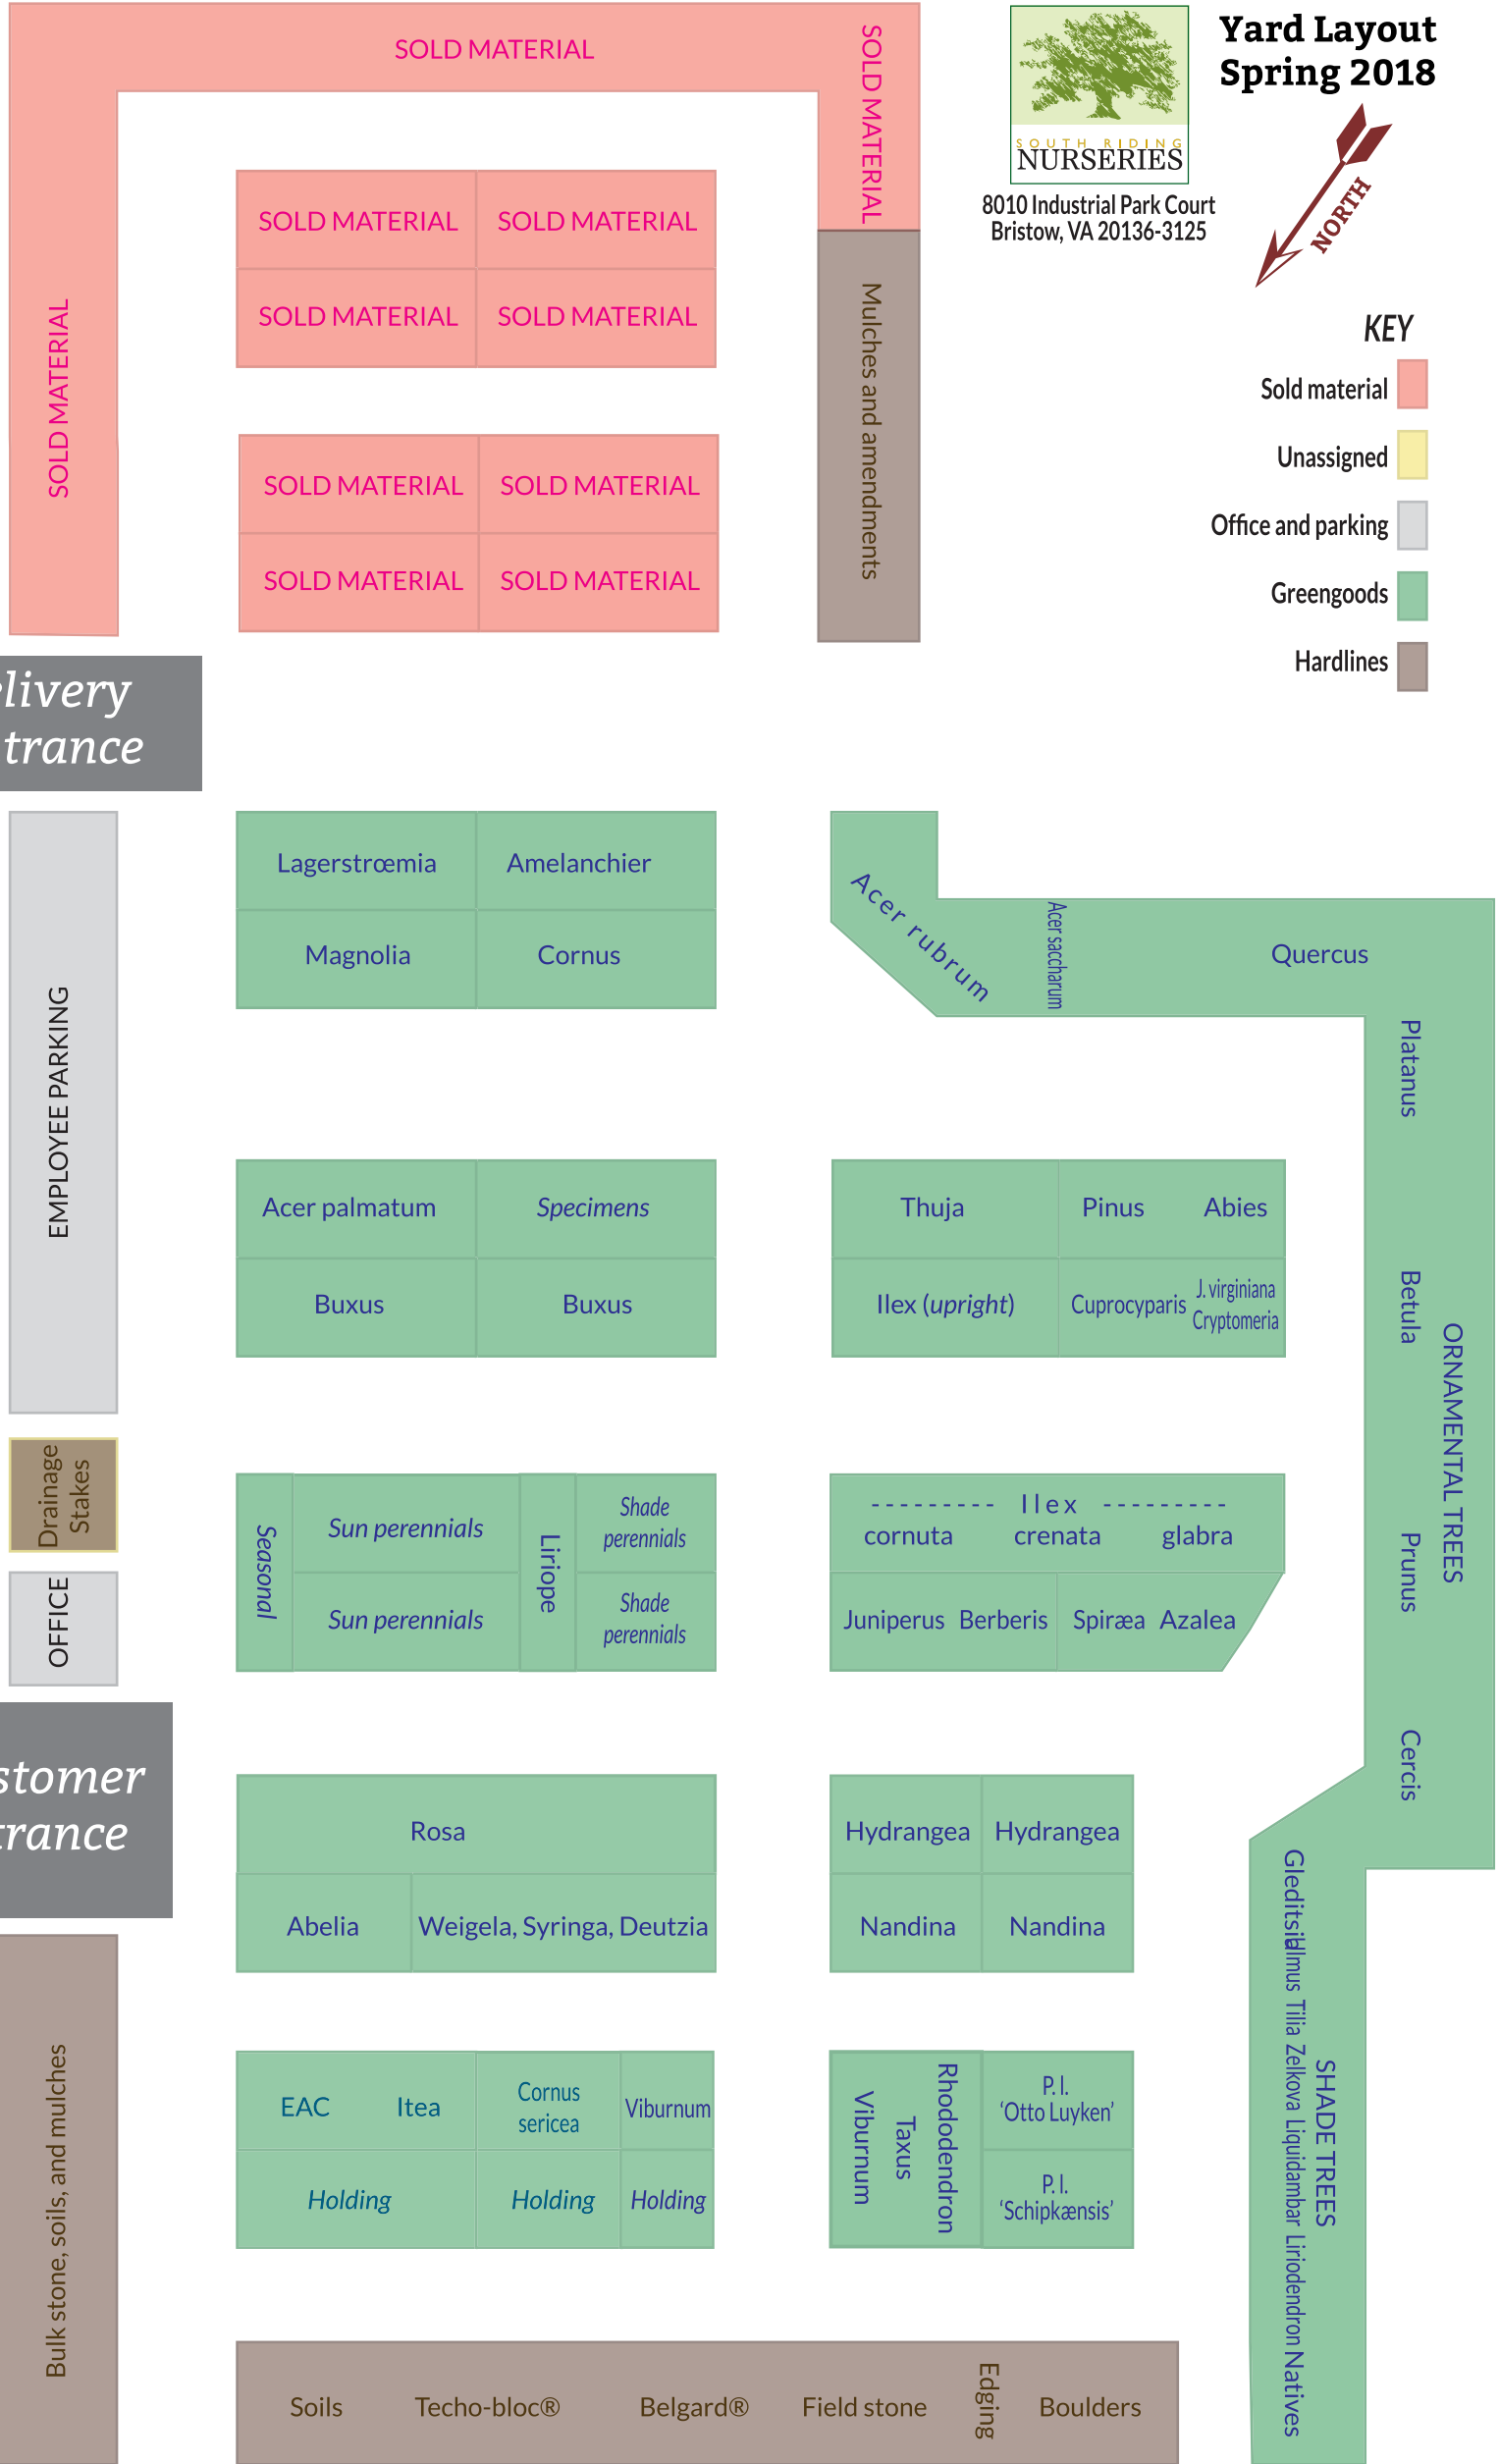 SOLD MATERIAL
SOLD MATERIAL
SOLD MATERIAL
SOUTH RIDING
NURSERIES
8010 Industrial Park Court
Bristow, VA 20136-3125
Yard Layout
Spring 2018
NORTH
SOLD MATERIAL SOLD MATERIAL
SOLD MATERIAL SOLD MATERIAL
SOLD MATERIAL SOLD MATERIAL
SOLD MATERIAL SOLD MATERIAL
Mulches and amendments
KEY
Sold material
Unassigned
Office and parking
Greengoods
Hardlines
elivery
trance
EMPLOYEE PARKING
Lagerstrœmia Amelanchier
Magnolia Cornus
Acer rubrum
Acer saccharum
Quercus
Platanus
Betula
Prunus
Cercis
ORNAMENTAL TREES
Acer palmatum Specimens
Buxus Buxus
Thuja Pinus Abies
Ilex (upright) Cuprocyparis
J. virginiana
Cryptomeria
Drainage
Stakes
OFFICE
Seasonal
Sun perennials
Sun perennials
Liriope
Shade
perennials
Shade
perennials
--------- Ilex ---------
cornuta crenata glabra
Juniperus Berberis Spiræa Azalea
stomer
trance
Rosa
Abelia Weigela, Syringa, Deutzia
Hydrangea Hydrangea
Nandina Nandina
Gleditsia Ulmus Tilia Zelkova Liquidambar Liriodendron Natives
SHADE TREES
Bulk stone, soils, and mulches
EAC Itea
Cornus
sericea
Viburnum
Holding Holding Holding
Rhododendron
Taxus
Viburnum
P. l.
‘Otto Luyken’
P. l.
‘Schipkænsis’
Soils Techo-bloc® Belgard® Field stone Edging Boulders